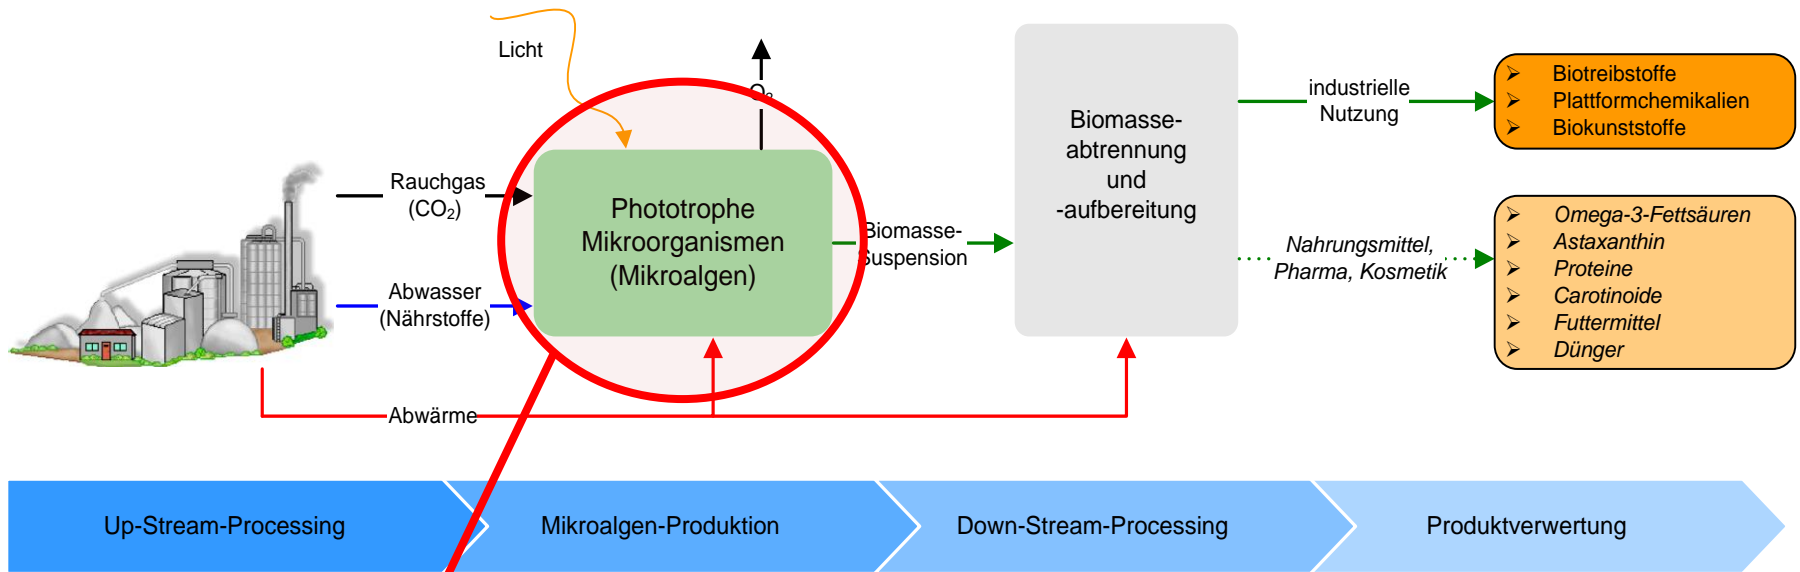 Licht
O₂
Rauchgas
(CO₂)
Abwasser
(Nährstoffe)
Abwärme
Phototrophe
Mikroorganismen
(Mikroalgen)
Biomasse-
Suspension
Biomasse-
abtrennung
und
-aufbereitung
industrielle
Nutzung
Nahrungsmittel,
Pharma, Kosmetik
Biotreibstoffe
Plattformchemikalien
Biokunststoffe
Omega-3-Fettsäuren
Astaxanthin
Proteine
Carotinoide
Futtermittel
Dünger
Up-Stream-Processing
Mikroalgen-Produktion
Down-Stream-Processing
Produktverwertung